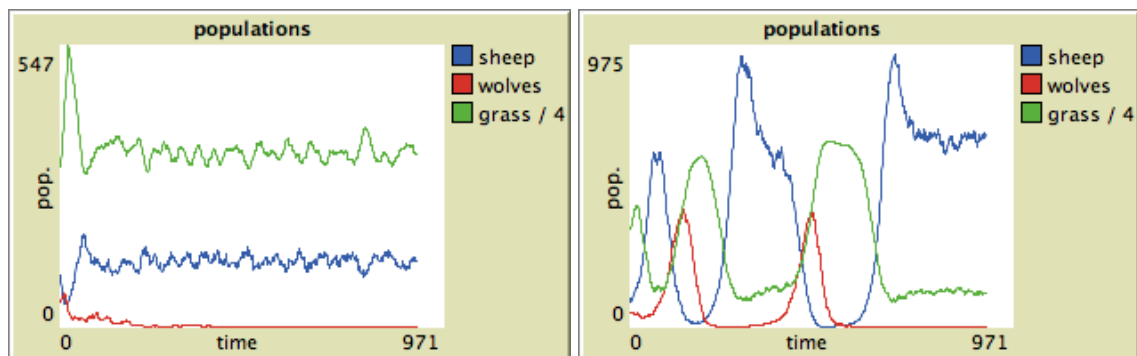 populations
547
pop.
0
0
time
971
sheep
wolves
grass / 4
populations
975
pop.
0
0
time
971
sheep
wolves
grass / 4